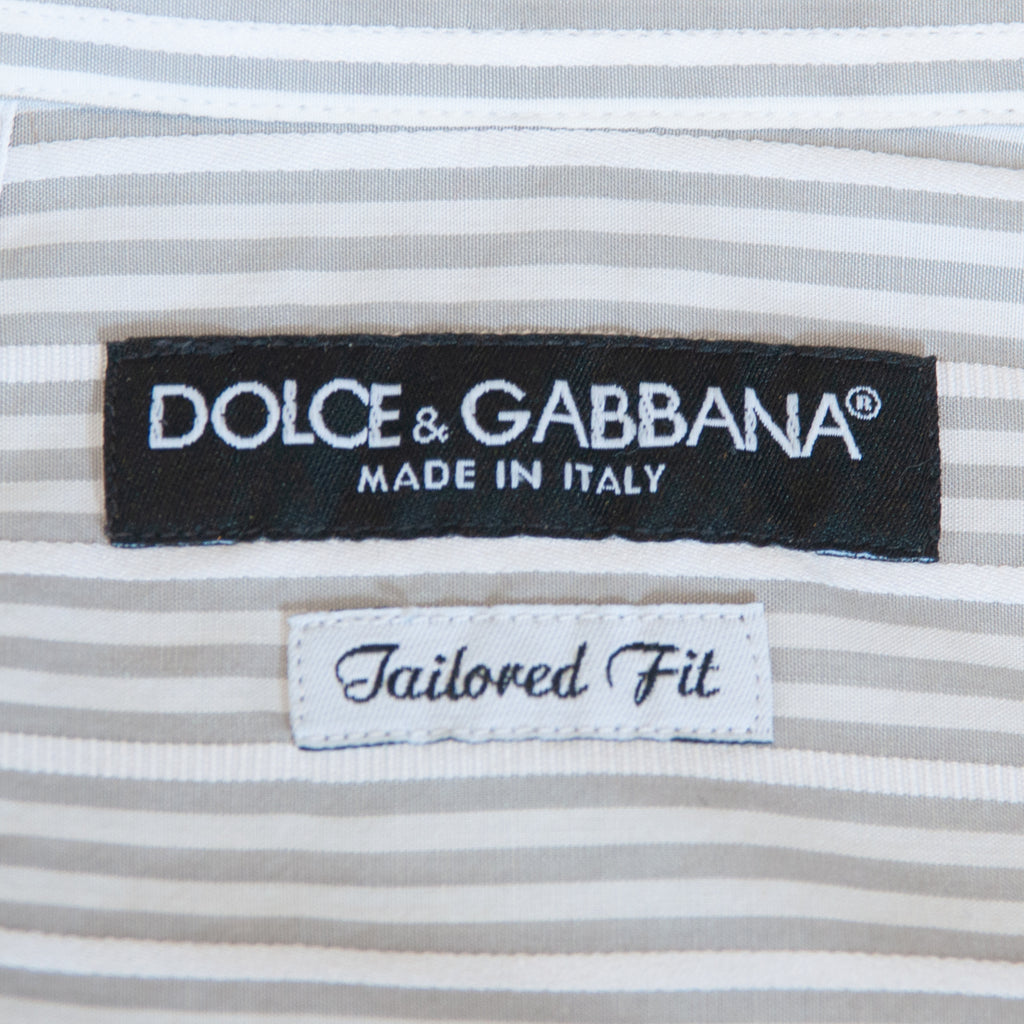 DOLCE & GABBANA®
MADE IN ITALY
Tailored Fit